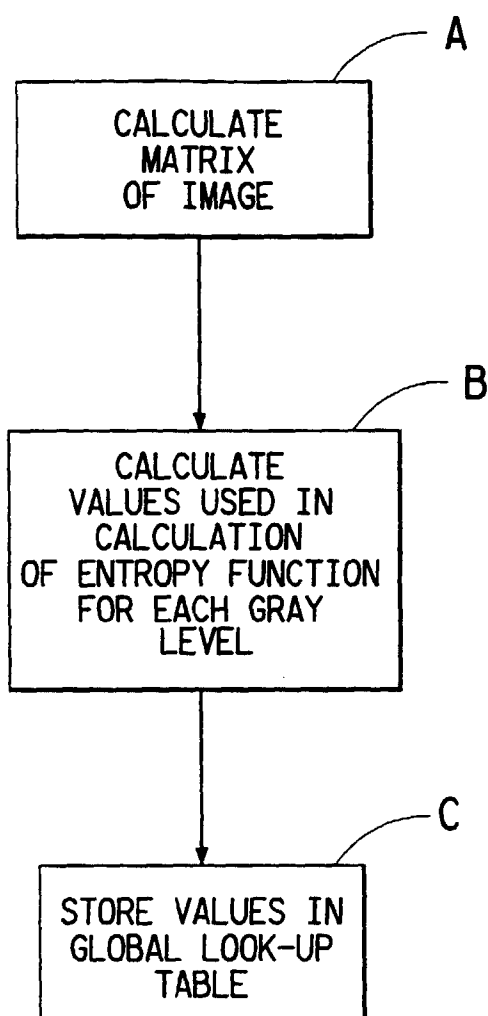 A
CALCULATE
MATRIX
OF IMAGE
B
CALCULATE
VALUES USED IN
CALCULATION
OF ENTROPY FUNCTION
FOR EACH GRAY
LEVEL
C
STORE VALUES IN
GLOBAL LOOK-UP
TABLE